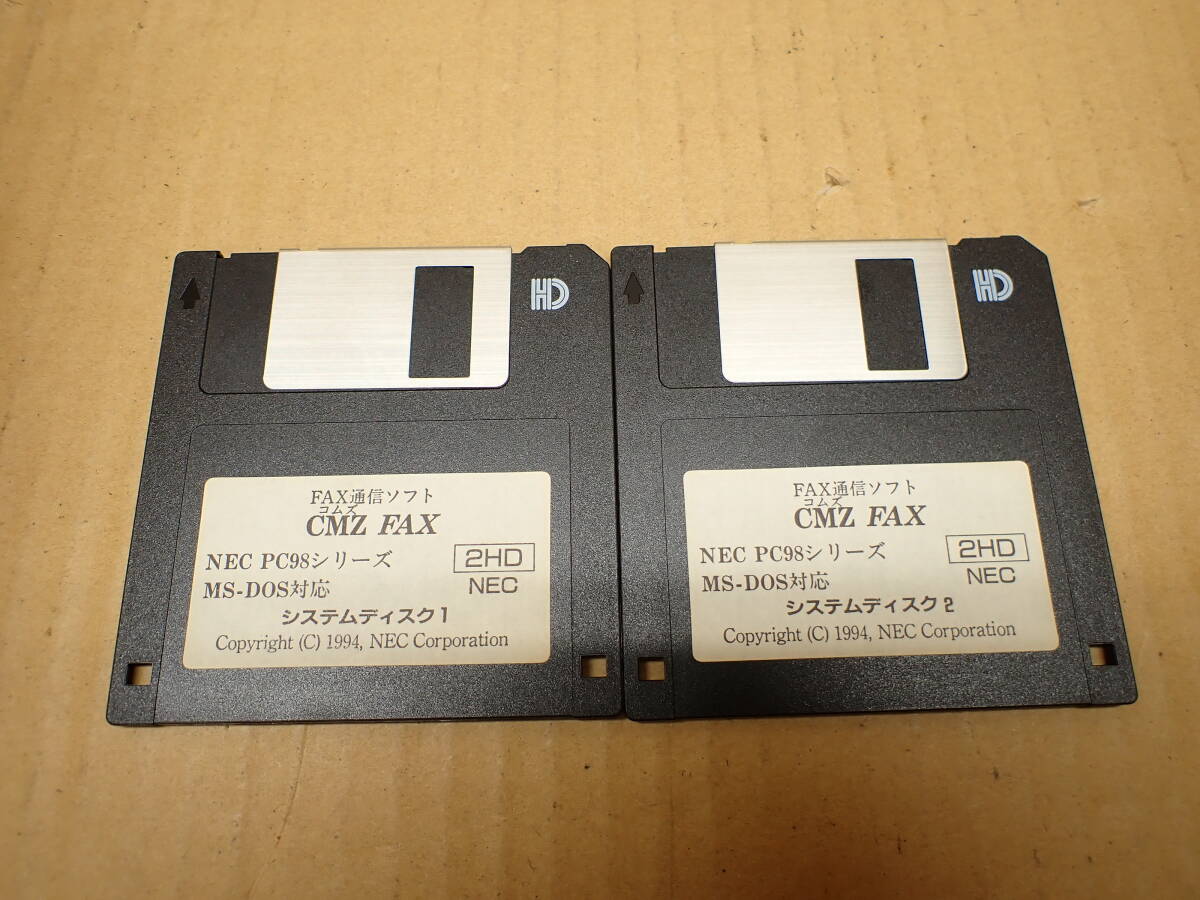 HD
FAX通信ソフト
コムズ
CMZ FAX
NEC PC98シリーズ 2HD
MS-DOS対応 NEC
システムディスク1
Copyright (C) 1994, NEC Corporation
HD
FAX通信ソフト
コムズ
CMZ FAX
NEC PC98シリーズ 2HD
MS-DOS対応 NEC
システムディスク2
Copyright (C) 1994, NEC Corporation